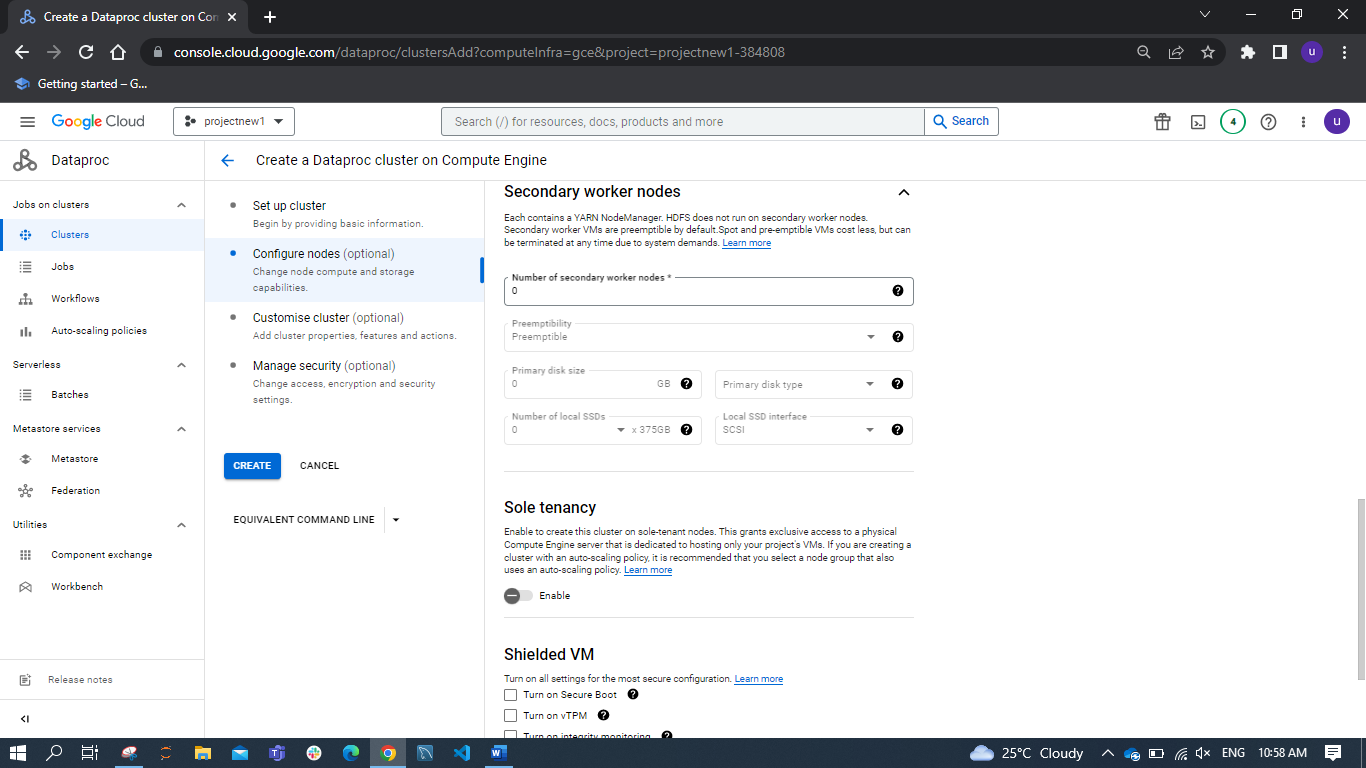 Create a Dataproc cluster on Con
console.cloud.google.com/dataproc/clustersAdd?computeInfra=gce&project=projectnew1-384808
u
Getting started – G...
Google Cloud
projectnew1
Search (/) for resources, docs, products and more
Search
4
u
Dataproc
Create a Dataproc cluster on Compute Engine
Jobs on clusters
Clusters
Jobs
Workflows
Auto-scaling policies
Serverless
Batches
Metastore services
Metastore
Federation
Utilities
Component exchange
Workbench
Release notes
Set up cluster
Begin by providing basic information.
Configure nodes (optional)
Change node compute and storage
capabilities.
Customise cluster (optional)
Add cluster properties, features and actions.
Manage security (optional)
Change access, encryption and security
settings.
CREATE
CANCEL
EQUIVALENT COMMAND LINE
Secondary worker nodes
Each contains a YARN NodeManager. HDFS does not run on secondary worker nodes.
Secondary worker VMs are preemptible by default.Spot and pre-emptible VMs cost less, but can
be terminated at any time due to system demands. Learn more
Number of secondary worker nodes *
0
Preemptibility
Preemptible
Primary disk size
0 GB
Primary disk type
Number of local SSDs
0 x 375GB
Local SSD interface
SCSI
Sole tenancy
Enable to create this cluster on sole-tenant nodes. This grants exclusive access to a physical
Compute Engine server that is dedicated to hosting only your project's VMs. If you are creating a
cluster with an auto-scaling policy, it is recommended that you select a node group that also
uses an auto-scaling policy. Learn more
Enable
Shielded VM
Turn on all settings for the most secure configuration. Learn more
Turn on Secure Boot
Turn on vTPM
Turn on integrity monitoring
25°C Cloudy
ENG
10:58 AM